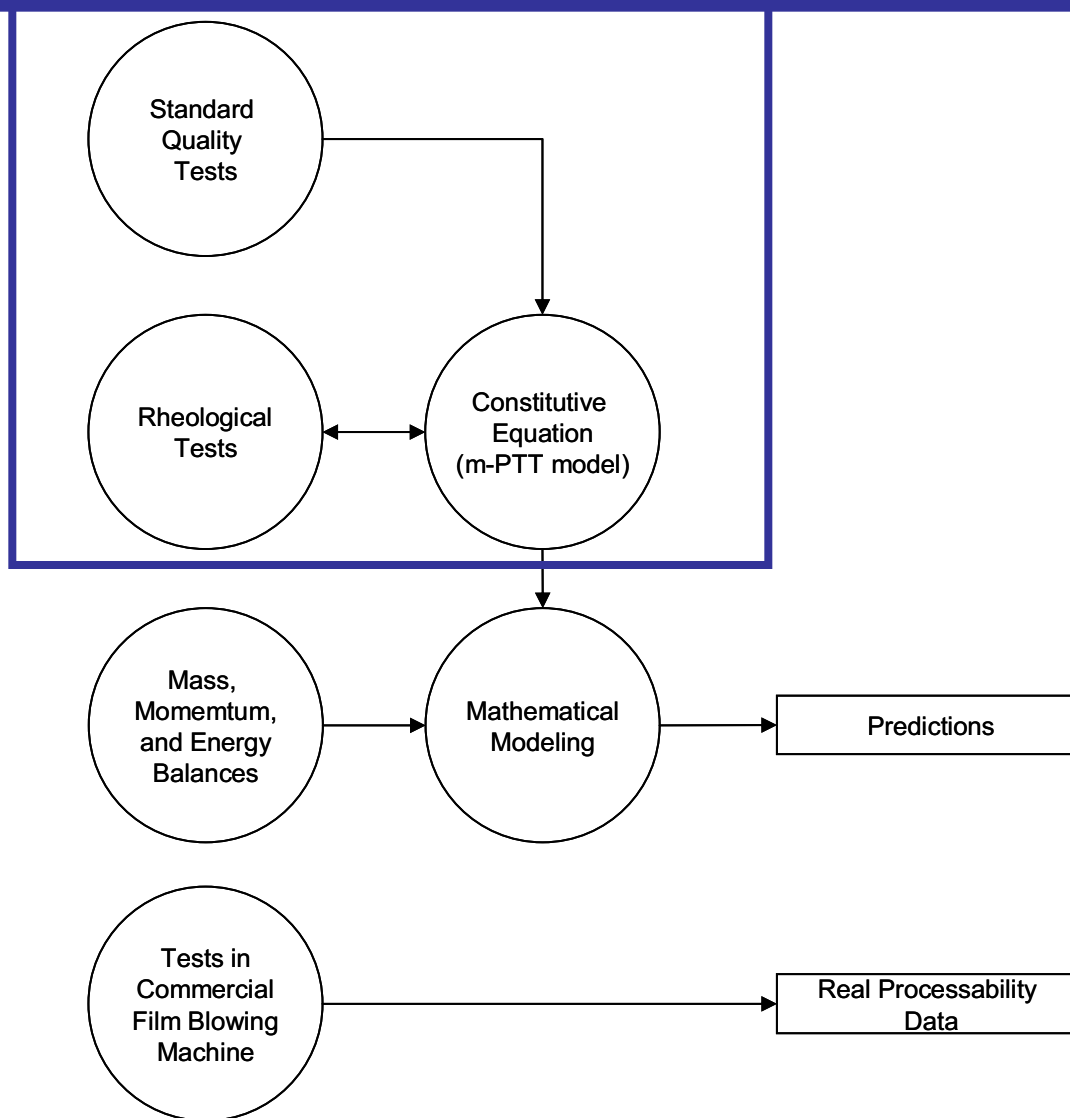 Standard
Quality
Tests
Rheological
Tests
Constitutive
Equation
(m-PTT model)
Mass,
Momemtum,
and Energy
Balances
Mathematical
Modeling
Predictions
Tests in
Commercial
Film Blowing
Machine
Real Processability
Data